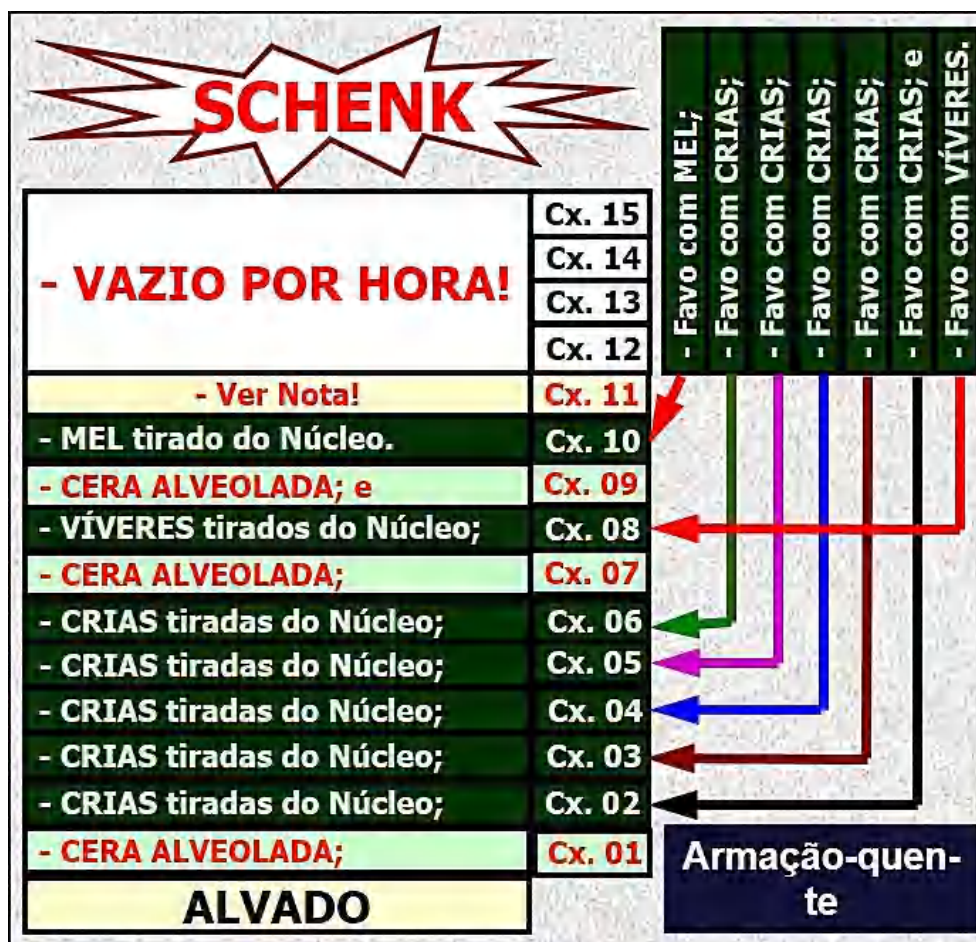 SCHENK
- Favo com MEL;
- Favo com CRIAS;
- Favo com CRIAS;
- Favo com CRIAS;
- Favo com CRIAS;
- Favo com CRIAS; e
- Favo com VÍVERES.
Cx. 15
- VAZIO POR HORA!
Cx. 14
Cx. 13
Cx. 12
- Ver Nota! Cx. 11
- MEL tirado do Núcleo. Cx. 10
- CERA ALVEOLADA; e Cx. 09
- VÍVERES tirados do Núcleo; Cx. 08
- CERA ALVEOLADA; Cx. 07
- CRIAS tiradas do Núcleo; Cx. 06
- CRIAS tiradas do Núcleo; Cx. 05
- CRIAS tiradas do Núcleo; Cx. 04
- CRIAS tiradas do Núcleo; Cx. 03
- CRIAS tiradas do Núcleo; Cx. 02
- CERA ALVEOLADA; Cx. 01
ALVADO
Armação-quen-
te